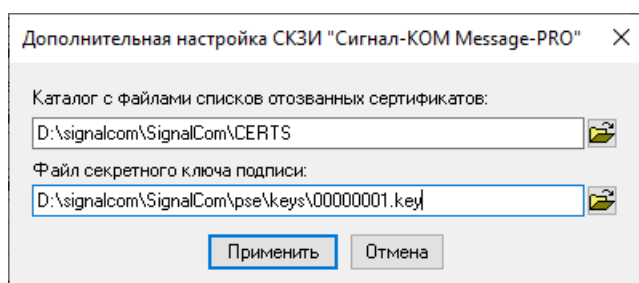 Дополнительная настройка СКЗИ "Сигнал-КОМ Message-PRO"
Каталог с файлами списков отозванных сертификатов:
D:\signalcom\SignalCom\CERTS
Файл секретного ключа подписи:
D:\signalcom\SignalCom\pse\keys\00000001.key
Применить Отмена